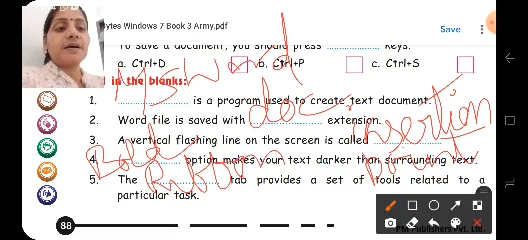 ytes Windows 7 Book 3 Army.pdf
Save
To save a document, you should press keys.
a. Ctrl+D b. Ctrl+P c. Ctrl+S
in the blanks:
MSword
1. .................... is a program used to create text document.
2. Word file is saved with doc. extension.
3. A vertical flashing line on the screen is called insertion point.
4. Bold option makes your text darker than surrounding text.
5. The Ribbon tab provides a set of tools related to a
particular task.
88
PM Publishers Pvt. Ltd.